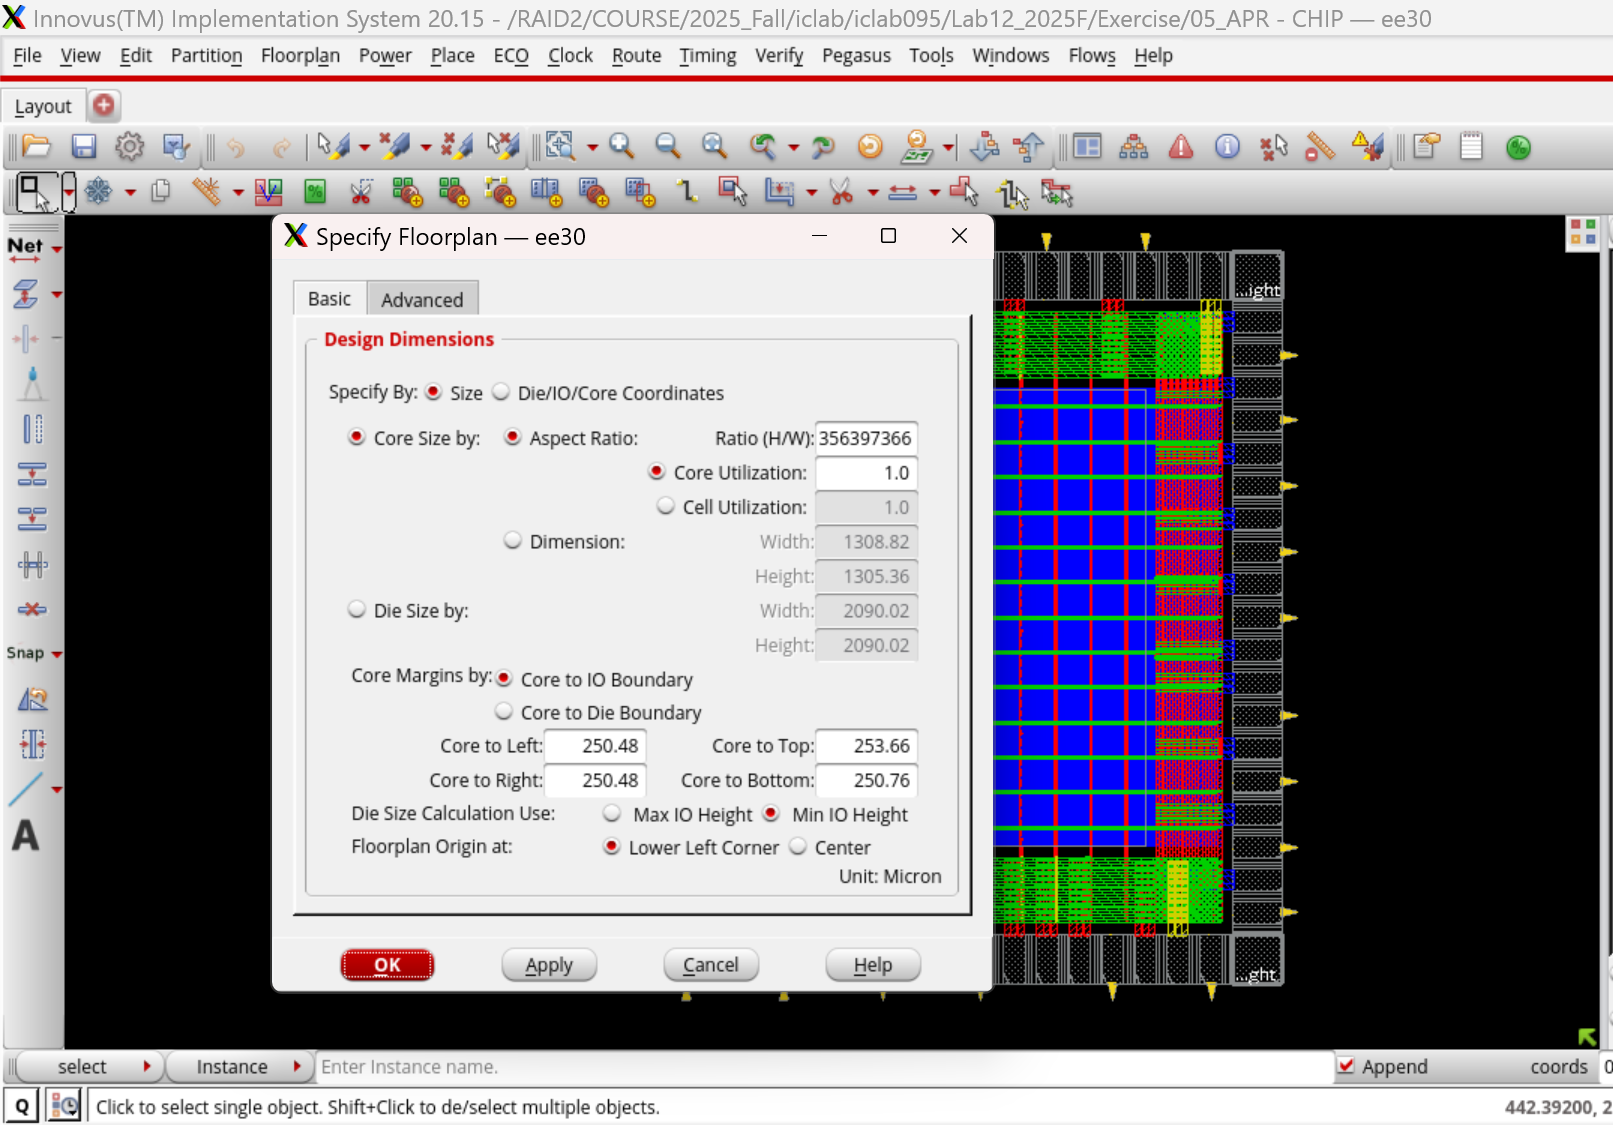 Innovus(TM) Implementation System 20.15 - /RAID2/COURSE/2025_Fall/iclab/iclab095/Lab12_2025F/Exercise/05_APR - CHIP — ee30
File View Edit Partition Floorplan Power Place ECO Clock Route Timing Verify Pegasus Tools Windows Flows Help
Layout
Net
Snap
A
Specify Floorplan — ee30
Basic Advanced
Design Dimensions
Specify By: Size Die/IO/Core Coordinates
Core Size by: Aspect Ratio: Ratio (H/W): 356397366
Core Utilization: 1.0
Cell Utilization: 1.0
Dimension: Width: 1308.82
Height: 1305.36
Die Size by: Width: 2090.02
Height: 2090.02
Core Margins by: Core to IO Boundary
Core to Die Boundary
Core to Left: 250.48 Core to Top: 253.66
Core to Right: 250.48 Core to Bottom: 250.76
Die Size Calculation Use: Max IO Height Min IO Height
Floorplan Origin at: Lower Left Corner Center
Unit: Micron
OK Apply Cancel Help
...ight
...ght
select Instance Enter Instance name. Append coords 0
Q Click to select single object. Shift+Click to de/select multiple objects. 442.39200, 2